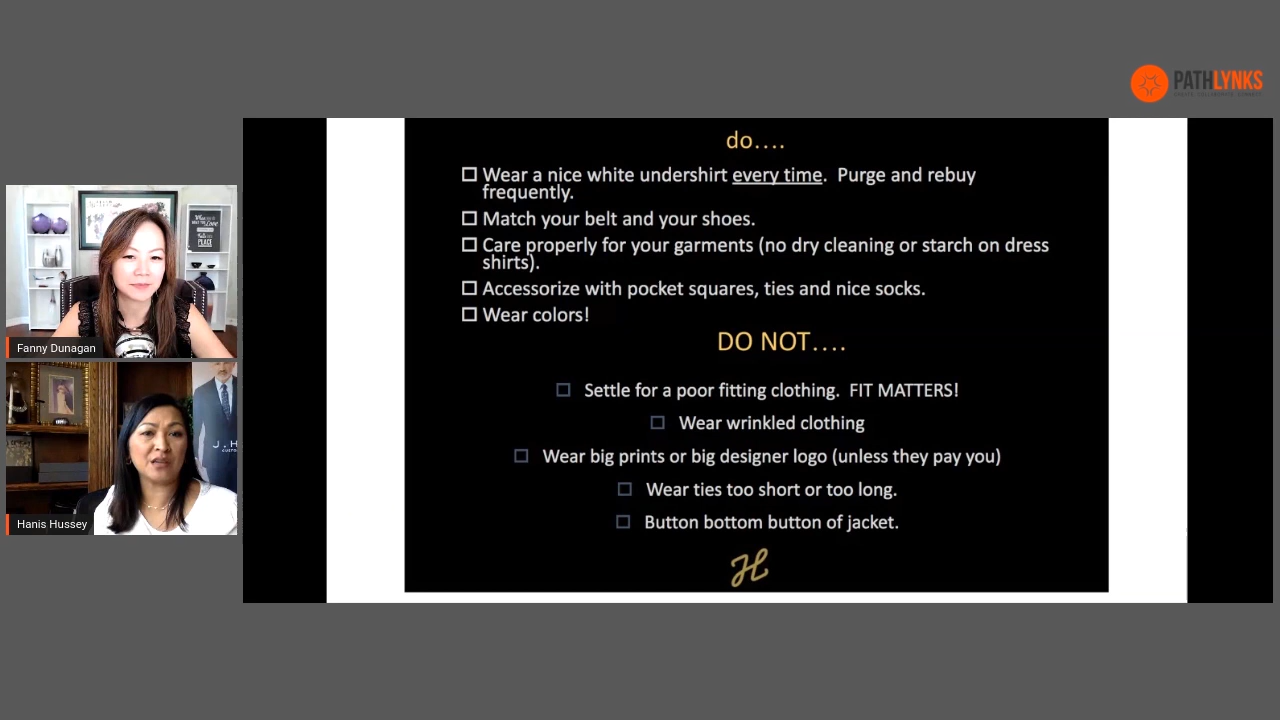 PATHLYNKS
do....
Wear a nice white undershirt every time. Purge and rebuy
frequently.
Match your belt and your shoes.
Care properly for your garments (no dry cleaning or starch on dress
shirts).
Accessorize with pocket squares, ties and nice socks.
Wear colors!
DO NOT....
Settle for a poor fitting clothing. FIT MATTERS!
Wear wrinkled clothing
Wear big prints or big designer logo (unless they pay you)
Wear ties too short or too long.
Button bottom button of jacket.
H
Fanny Dunagan
J.H
Hanis Hussey